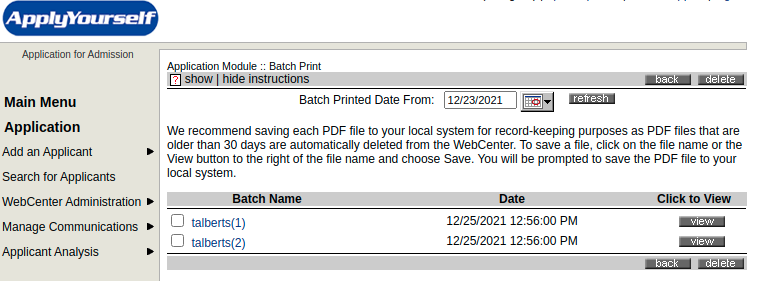 ApplyYourself
Application for Admission
Main Menu
Application
Add an Applicant
Search for Applicants
WebCenter Administration
Manage Communications
Applicant Analysis
Application Module :: Batch Print
? show | hide instructions
back delete
Batch Printed Date From: 12/23/2021 refresh
We recommend saving each PDF file to your local system for record-keeping purposes as PDF files that are
older than 30 days are automatically deleted from the WebCenter. To save a file, click on the file name or the
View button to the right of the file name and choose Save. You will be prompted to save the PDF file to your
local system.
Batch Name Date Click to View
talberts(1) 12/25/2021 12:56:00 PM view
talberts(2) 12/25/2021 12:56:00 PM view
back delete